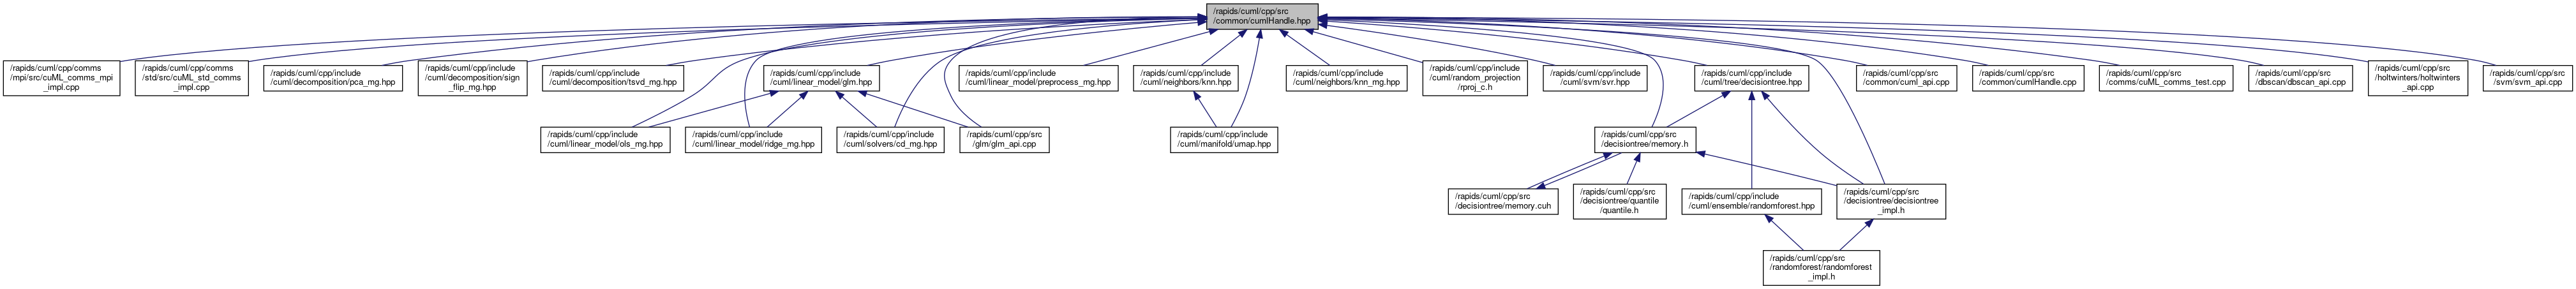 /rapids/cuml/cpp/src
/common/cumlHandle.hpp
/rapids/cuml/cpp/comms
/mpi/src/cuML_comms_mpi
_impl.cpp
/rapids/cuml/cpp/comms
/std/src/cuML_std_comms
_impl.cpp
/rapids/cuml/cpp/include
/cuml/decomposition/pca_mg.hpp
/rapids/cuml/cpp/include
/cuml/decomposition/sign
_flip_mg.hpp
/rapids/cuml/cpp/include
/cuml/decomposition/tsvd_mg.hpp
/rapids/cuml/cpp/include
/cuml/linear_model/glm.hpp
/rapids/cuml/cpp/include
/cuml/linear_model/preprocess_mg.hpp
/rapids/cuml/cpp/include
/cuml/neighbors/knn.hpp
/rapids/cuml/cpp/include
/cuml/neighbors/knn_mg.hpp
/rapids/cuml/cpp/include
/cuml/random_projection
/rproj_c.h
/rapids/cuml/cpp/include
/cuml/svm/svr.hpp
/rapids/cuml/cpp/include
/cuml/tree/decisiontree.hpp
/rapids/cuml/cpp/src
/common/cuml_api.cpp
/rapids/cuml/cpp/src
/common/cumlHandle.cpp
/rapids/cuml/cpp/src
/comms/cuML_comms_test.cpp
/rapids/cuml/cpp/src
/dbscan/dbscan_api.cpp
/rapids/cuml/cpp/src
/holtwinters/holtwinters
_api.cpp
/rapids/cuml/cpp/src
/svm/svm_api.cpp
/rapids/cuml/cpp/include
/cuml/linear_model/ols_mg.hpp
/rapids/cuml/cpp/include
/cuml/linear_model/ridge_mg.hpp
/rapids/cuml/cpp/include
/cuml/solvers/cd_mg.hpp
/rapids/cuml/cpp/src
/glm/glm_api.cpp
/rapids/cuml/cpp/include
/cuml/manifold/umap.hpp
/rapids/cuml/cpp/src
/decisiontree/memory.h
/rapids/cuml/cpp/src
/decisiontree/memory.cuh
/rapids/cuml/cpp/src
/decisiontree/quantile
/quantile.h
/rapids/cuml/cpp/include
/cuml/ensemble/randomforest.hpp
/rapids/cuml/cpp/src
/decisiontree/decisiontree
_impl.h
/rapids/cuml/cpp/src
/randomforest/randomforest
_impl.h